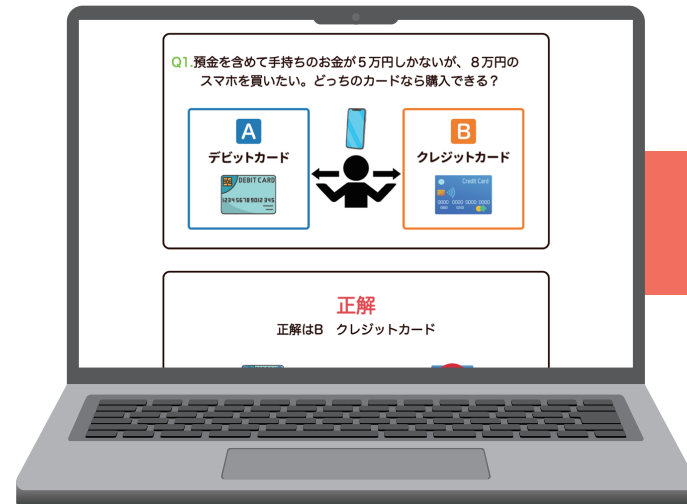 Q1.預金を含めて手持ちのお金が5万円しかないが、8万円の
スマホを買いたい。どっちのカードなら購入できる？
A
デビットカード
DEBIT CARD
1234 5678 9012 345
B
クレジットカード
Credit Card
0000 0000 0000 0000
正解
正解はB　クレジットカード